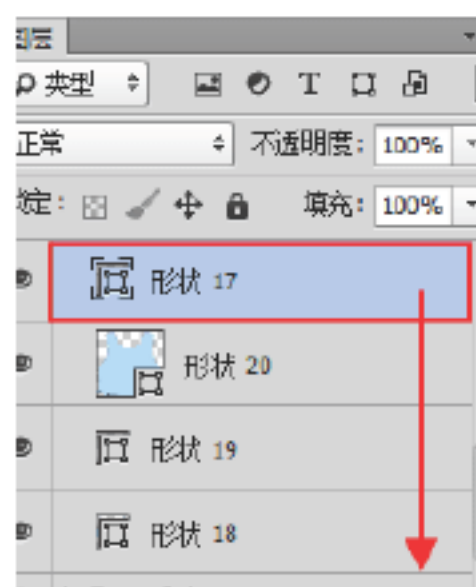 图层
典型 T
正常 不透明度: 100%
锁定: 填充: 100%
形状 17
形状 20
形状 19
形状 18